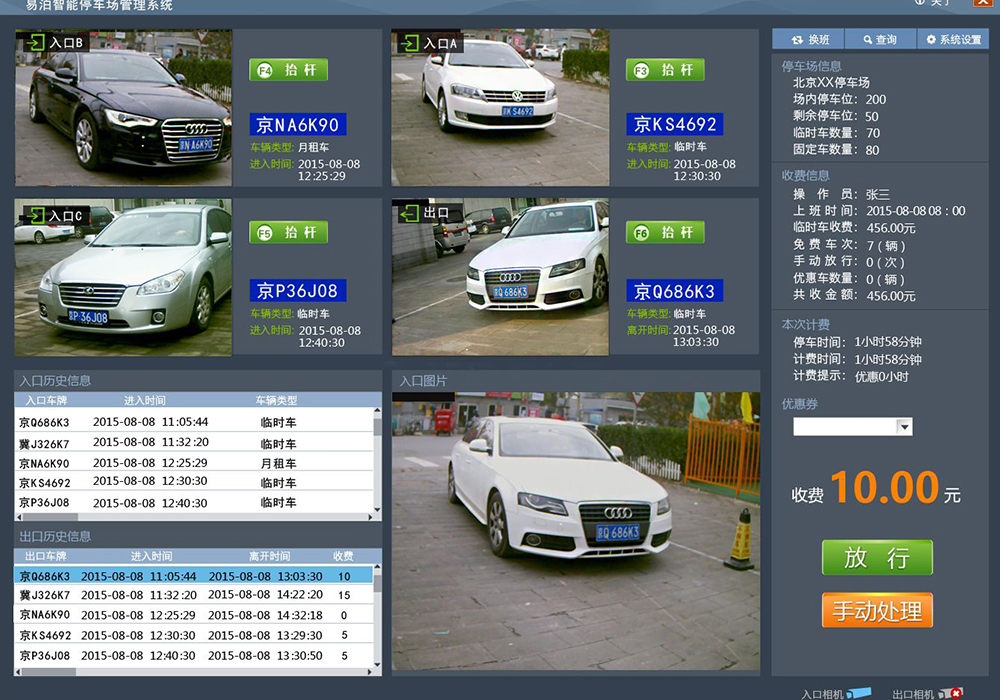 易泊智能停车场管理系统
关于
入口B
F4 抬杆
京NA6K90
车辆类型: 月租车
进入时间: 2015-08-08
12:25:29
京N A6K90
入口A
F3 抬杆
京KS4692
车辆类型: 临时车
进入时间: 2015-08-08
12:30:30
京K S4692
入口C
F5 抬杆
京P36J08
车辆类型: 临时车
进入时间: 2015-08-08
12:40:30
京P 36J08
出口
F6 抬杆
京Q686K3
车辆类型: 临时车
离开时间: 2015-08-08
13:03:30
京Q 686K3
入口历史信息
入口车牌 进入时间 车辆类型
京Q686K3 2015-08-08 11:05:44 临时车
冀J326K7 2015-08-08 11:32:20 临时车
京NA6K90 2015-08-08 12:25:29 月租车
京KS4692 2015-08-08 12:30:30 临时车
京P36J08 2015-08-08 12:40:30 临时车
出口历史信息
出口车牌 进入时间 离开时间 收费
京Q686K3 2015-08-08 11:05:44 2015-08-08 13:03:30 10
冀J326K7 2015-08-08 11:32:20 2015-08-08 14:22:20 15
京NA6K90 2015-08-08 12:25:29 2015-08-08 14:32:18 0
京KS4692 2015-08-08 12:30:30 2015-08-08 13:29:30 5
京P36J08 2015-08-08 12:40:30 2015-08-08 13:30:50 5
入口图片
京Q 686K3
换班 查询 系统设置
停车场信息
北京XX停车场
场内停车位: 200
剩余停车位: 50
临时车数量: 70
固定车数量: 80
收费信息
操作员: 张三
上班时间: 2015-08-08 08:00
临时车收费: 456.00元
免费车次: 7(辆)
手动放行: 0(次)
优惠车数量: 0(辆)
共收金额: 456.00元
本次计费
停车时间: 1小时58分钟
计费时间: 1小时58分钟
计费提示: 优惠0小时
优惠券
收费10.00元
放行
手动处理
入口相机 出口相机